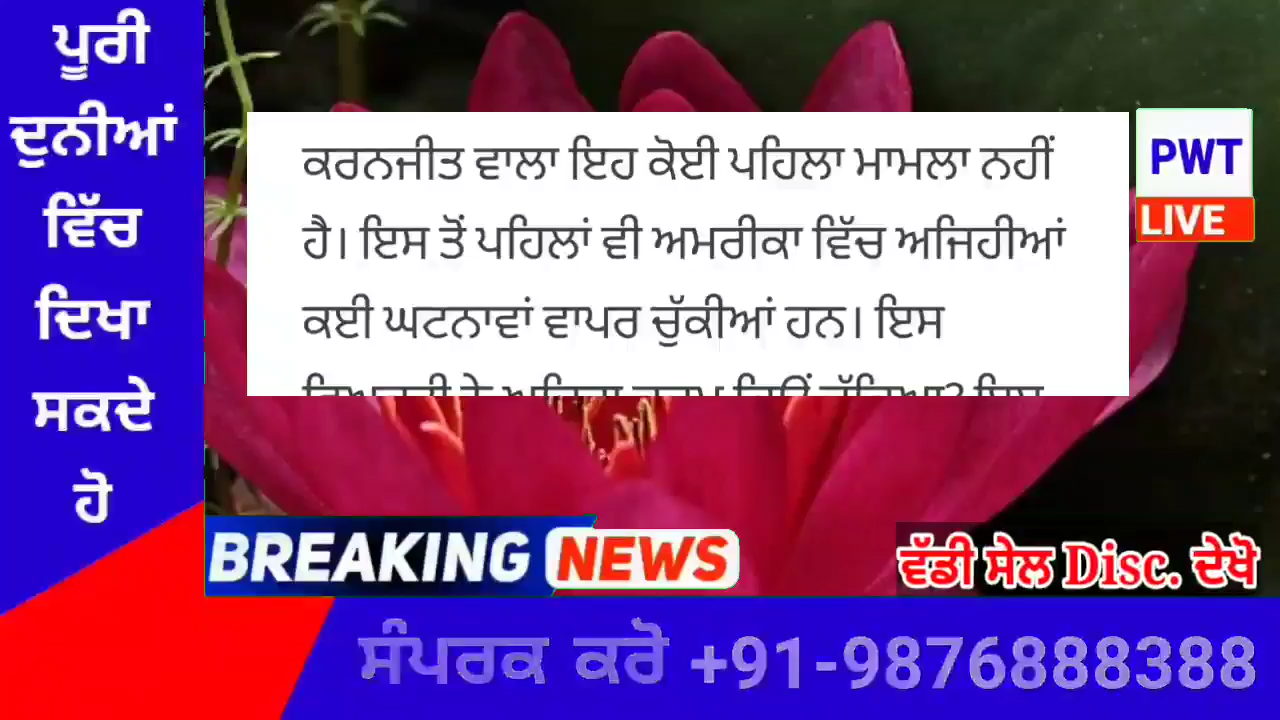 ਪੂਰੀ
ਦੁਨੀਆਂ
ਵਿੱਚ
ਦਿਖਾ
ਸਕਦੇ
ਹੋ
ਕਰਨਜੀਤ ਵਾਲਾ ਇਹ ਕੋਈ ਪਹਿਲਾ ਮਾਮਲਾ ਨਹੀਂ
ਹੈ। ਇਸ ਤੋਂ ਪਹਿਲਾਂ ਵੀ ਅਮਰੀਕਾ ਵਿੱਚ ਅਜਿਹੀਆਂ
ਕਈ ਘਟਨਾਵਾਂ ਵਾਪਰ ਚੁੱਕੀਆਂ ਹਨ। ਇਸ
PWT
LIVE
BREAKING NEWS
ਵੱਡੀ ਸੇਲ Disc. ਦੇਖੋ
ਸੰਪਰਕ ਕਰੋ +91-9876888388